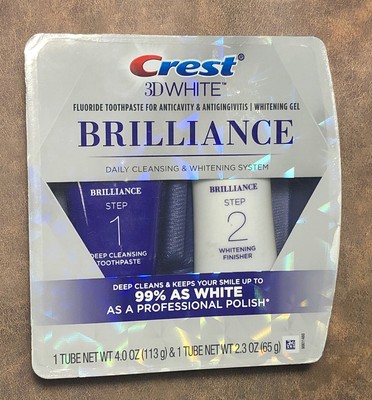 Crest®
3DWHITE™
FLUORIDE TOOTHPASTE FOR ANTICAVITY & ANTIGINGIVITIS | WHITENING GEL
BRILLIANCE
DAILY CLEANSING & WHITENING SYSTEM
BRILLIANCE
STEP
1
DEEP CLEANSING
TOOTHPASTE
BRILLIANCE
STEP
2
WHITENING
FINISHER
DEEP CLEANS & KEEPS YOUR SMILE UP TO
99% AS WHITE
AS A PROFESSIONAL POLISH*
1 TUBE NET WT 4.0 OZ (113 g) & 1 TUBE NET WT 2.3 OZ (65 g)